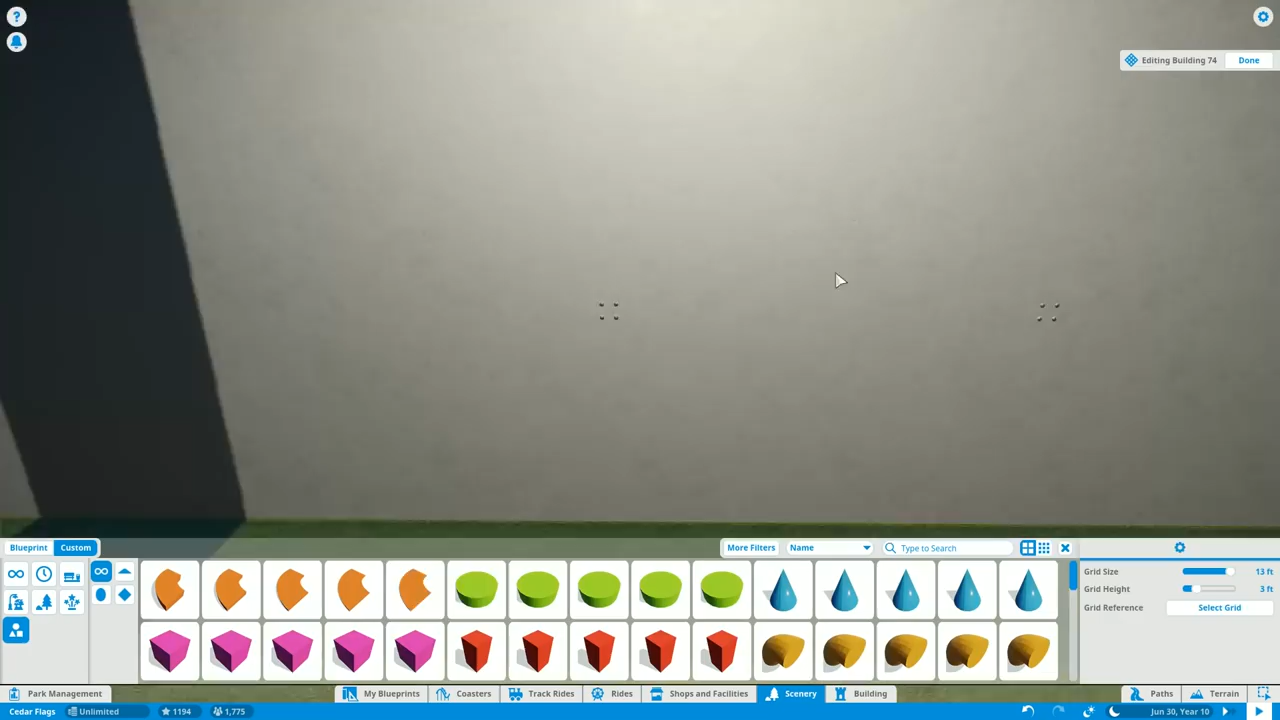 ?
Editing Building 74 Done
Blueprint Custom More Filters Name Type to Search
Grid Size 13 ft
Grid Height 3 ft
Grid Reference Select Grid
Park Management My Blueprints Coasters Track Rides Rides Shops and Facilities Scenery Building Paths Terrain
Cedar Flags Unlimited 1194 1,775 Jun 30, Year 10